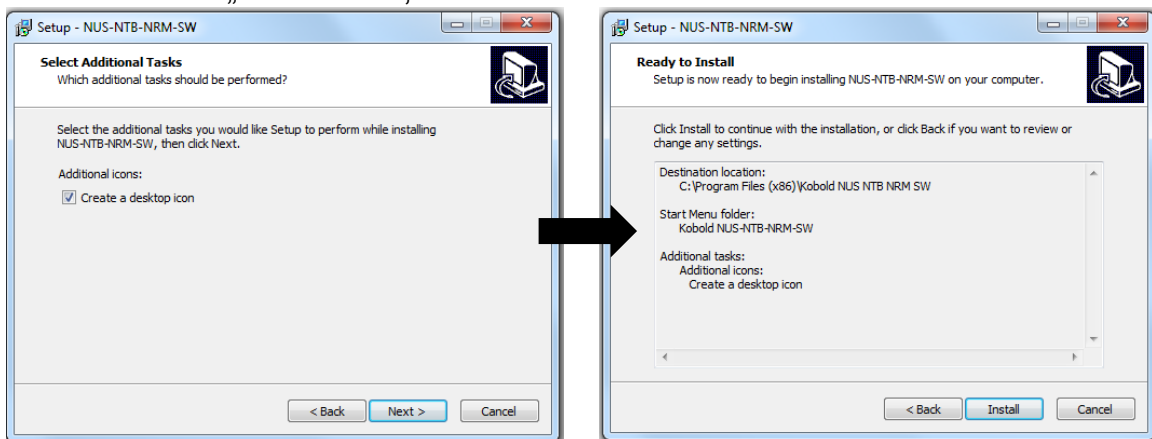 Setup - NUS-NTB-NRM-SW
Select Additional Tasks
Which additional tasks should be performed?
Select the additional tasks you would like Setup to perform while installing
NUS-NTB-NRM-SW, then click Next.
Additional icons:
Create a desktop icon
< Back
Next >
Cancel
Setup - NUS-NTB-NRM-SW
Ready to Install
Setup is now ready to begin installing NUS-NTB-NRM-SW on your computer.
Click Install to continue with the installation, or click Back if you want to review or
change any settings.
Destination location:
C:\Program Files (x86)\Kobold NUS NTB NRM SW
Start Menu folder:
Kobold NUS-NTB-NRM-SW
Additional tasks:
Additional icons:
Create a desktop icon
< Back
Install
Cancel